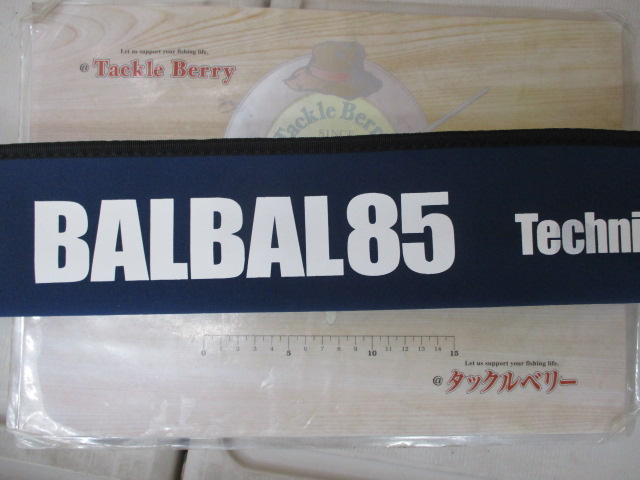 Let us support your fishing life.
@ Tackle Berry
Tackle Berry
SINCE
BALBAL85 Techni
0 1 2 3 4 5 6 7 8 9 10 11 12 13 14 15
Let us support your fishing life.
@ タックルベリー